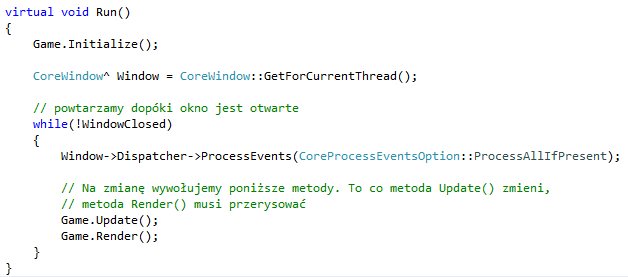 virtual void Run()
{
Game.Initialize();
CoreWindow^ Window = CoreWindow::GetForCurrentThread();
// powtarzamy dopóki okno jest otwarte
while(!WindowClosed)
{
Window->Dispatcher->ProcessEvents(CoreProcessEventsOption::ProcessAllIfPresent);
// Na zmianę wywołujemy poniższe metody. To co metoda Update() zmieni,
// metoda Render() musi przerysować
Game.Update();
Game.Render();
}
}